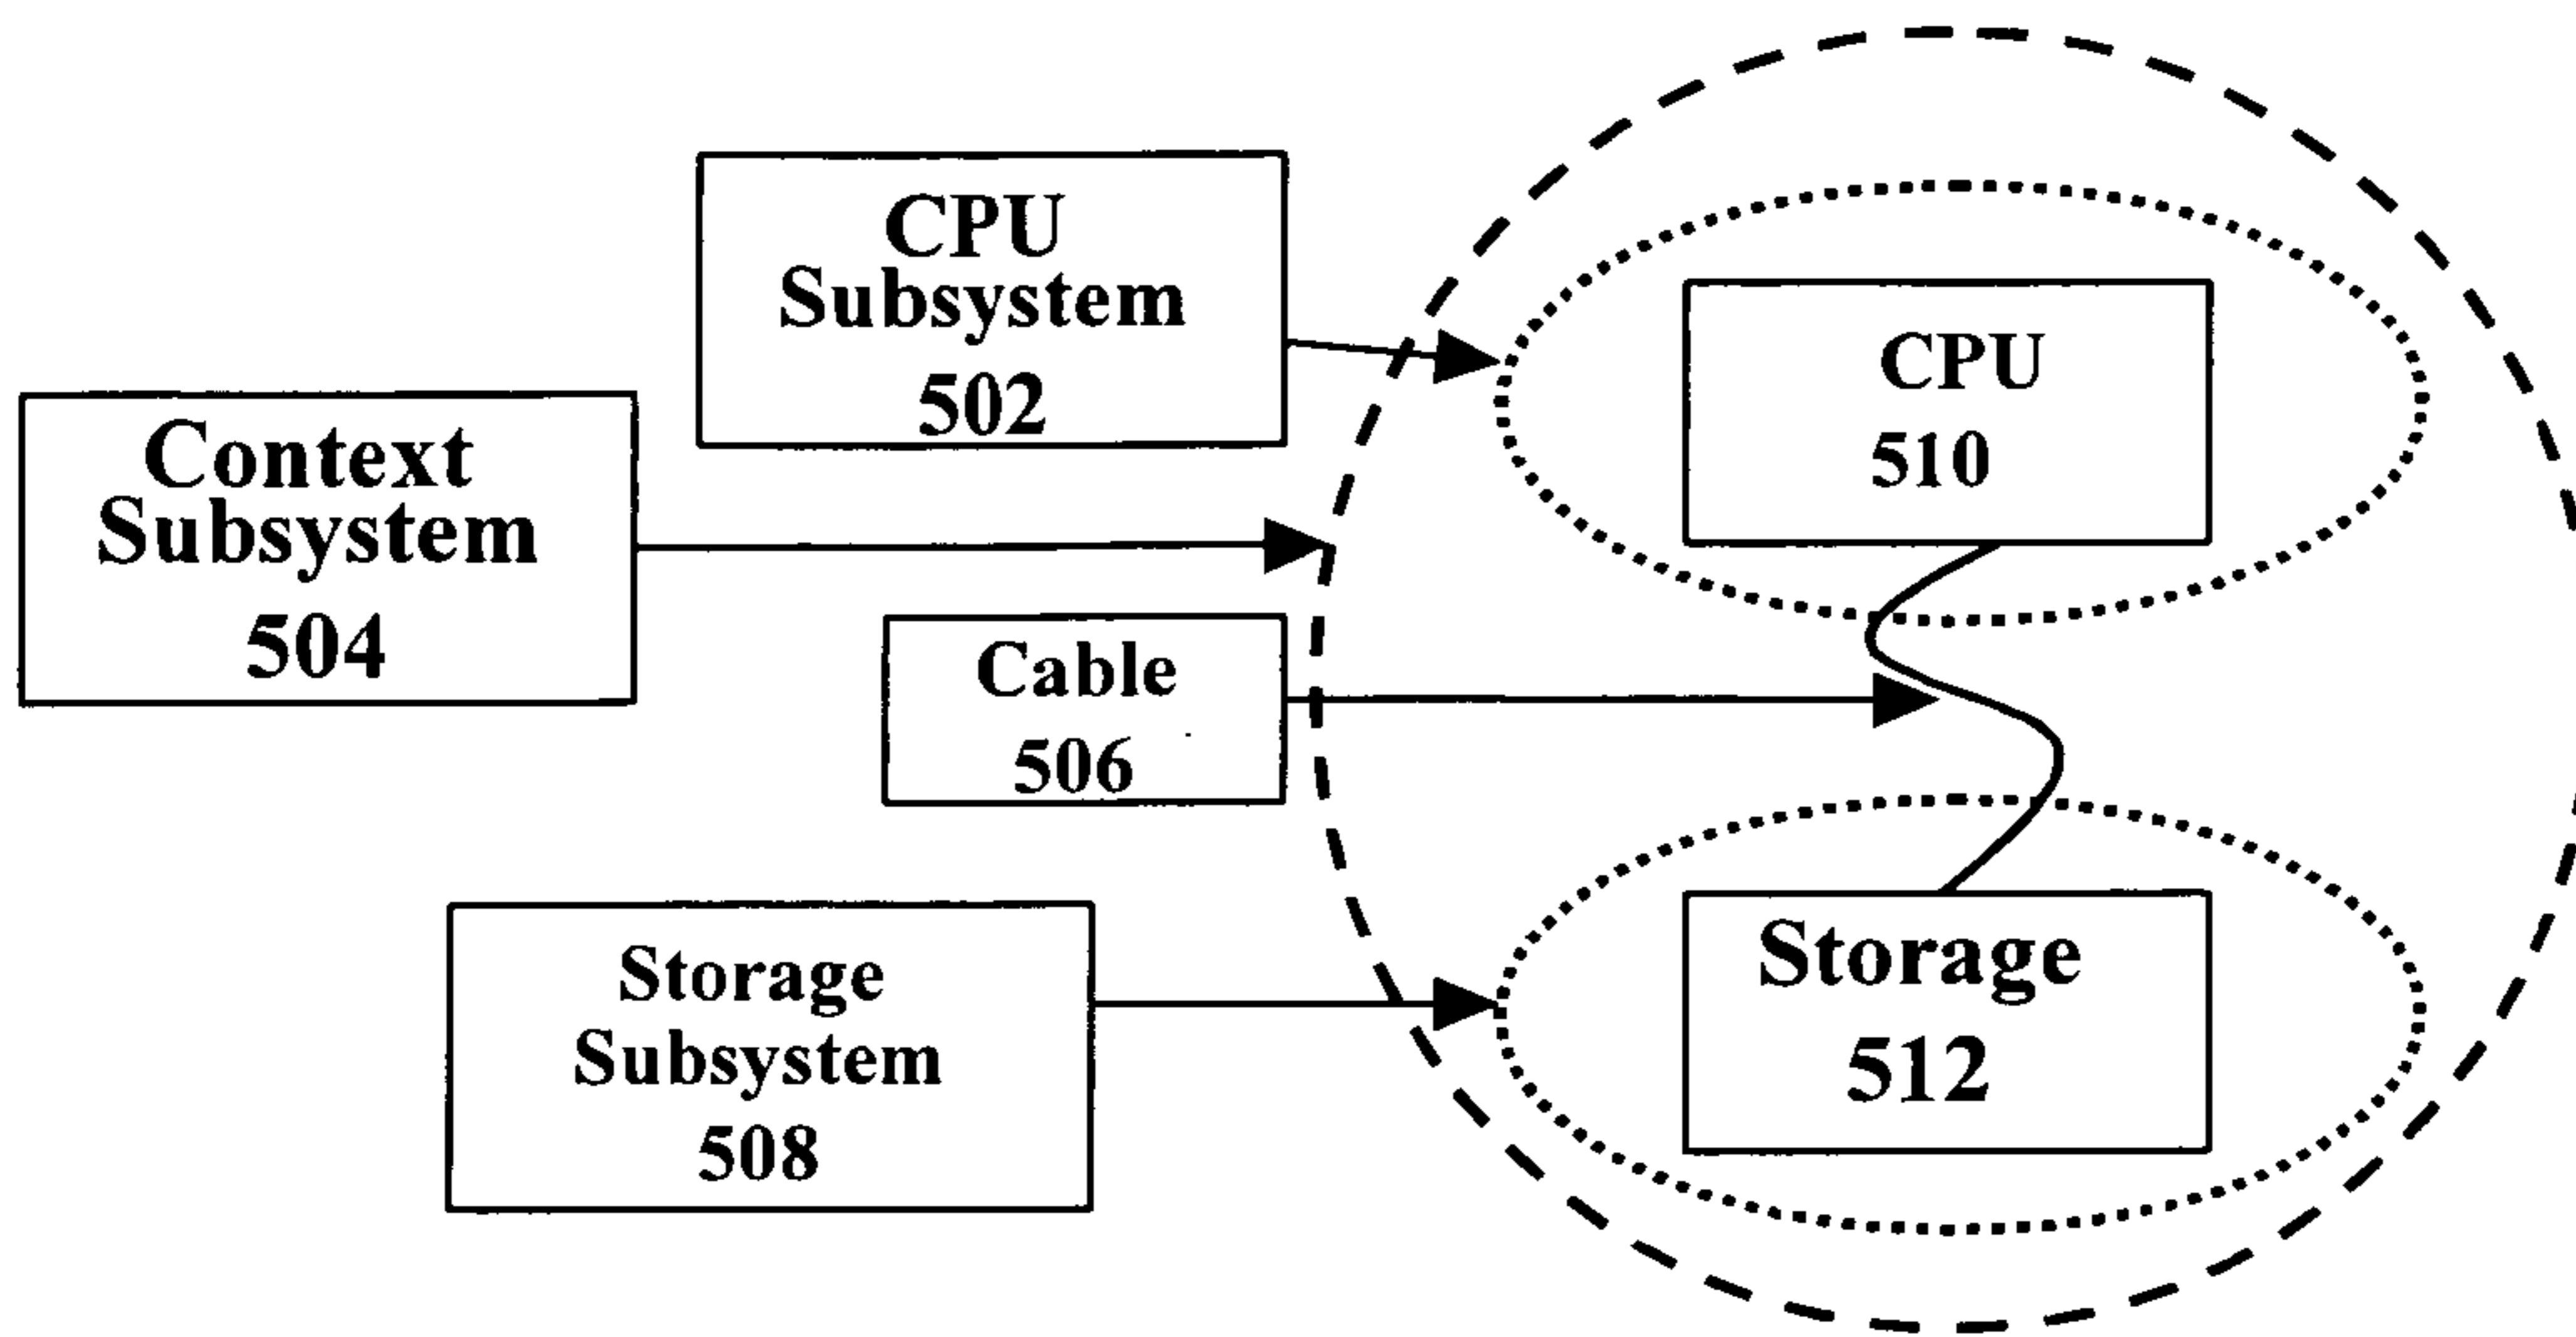 CPU
Subsystem
502
CPU
510
Context
Subsystem
504
Cable
506
Storage
Subsystem
508
Storage
512